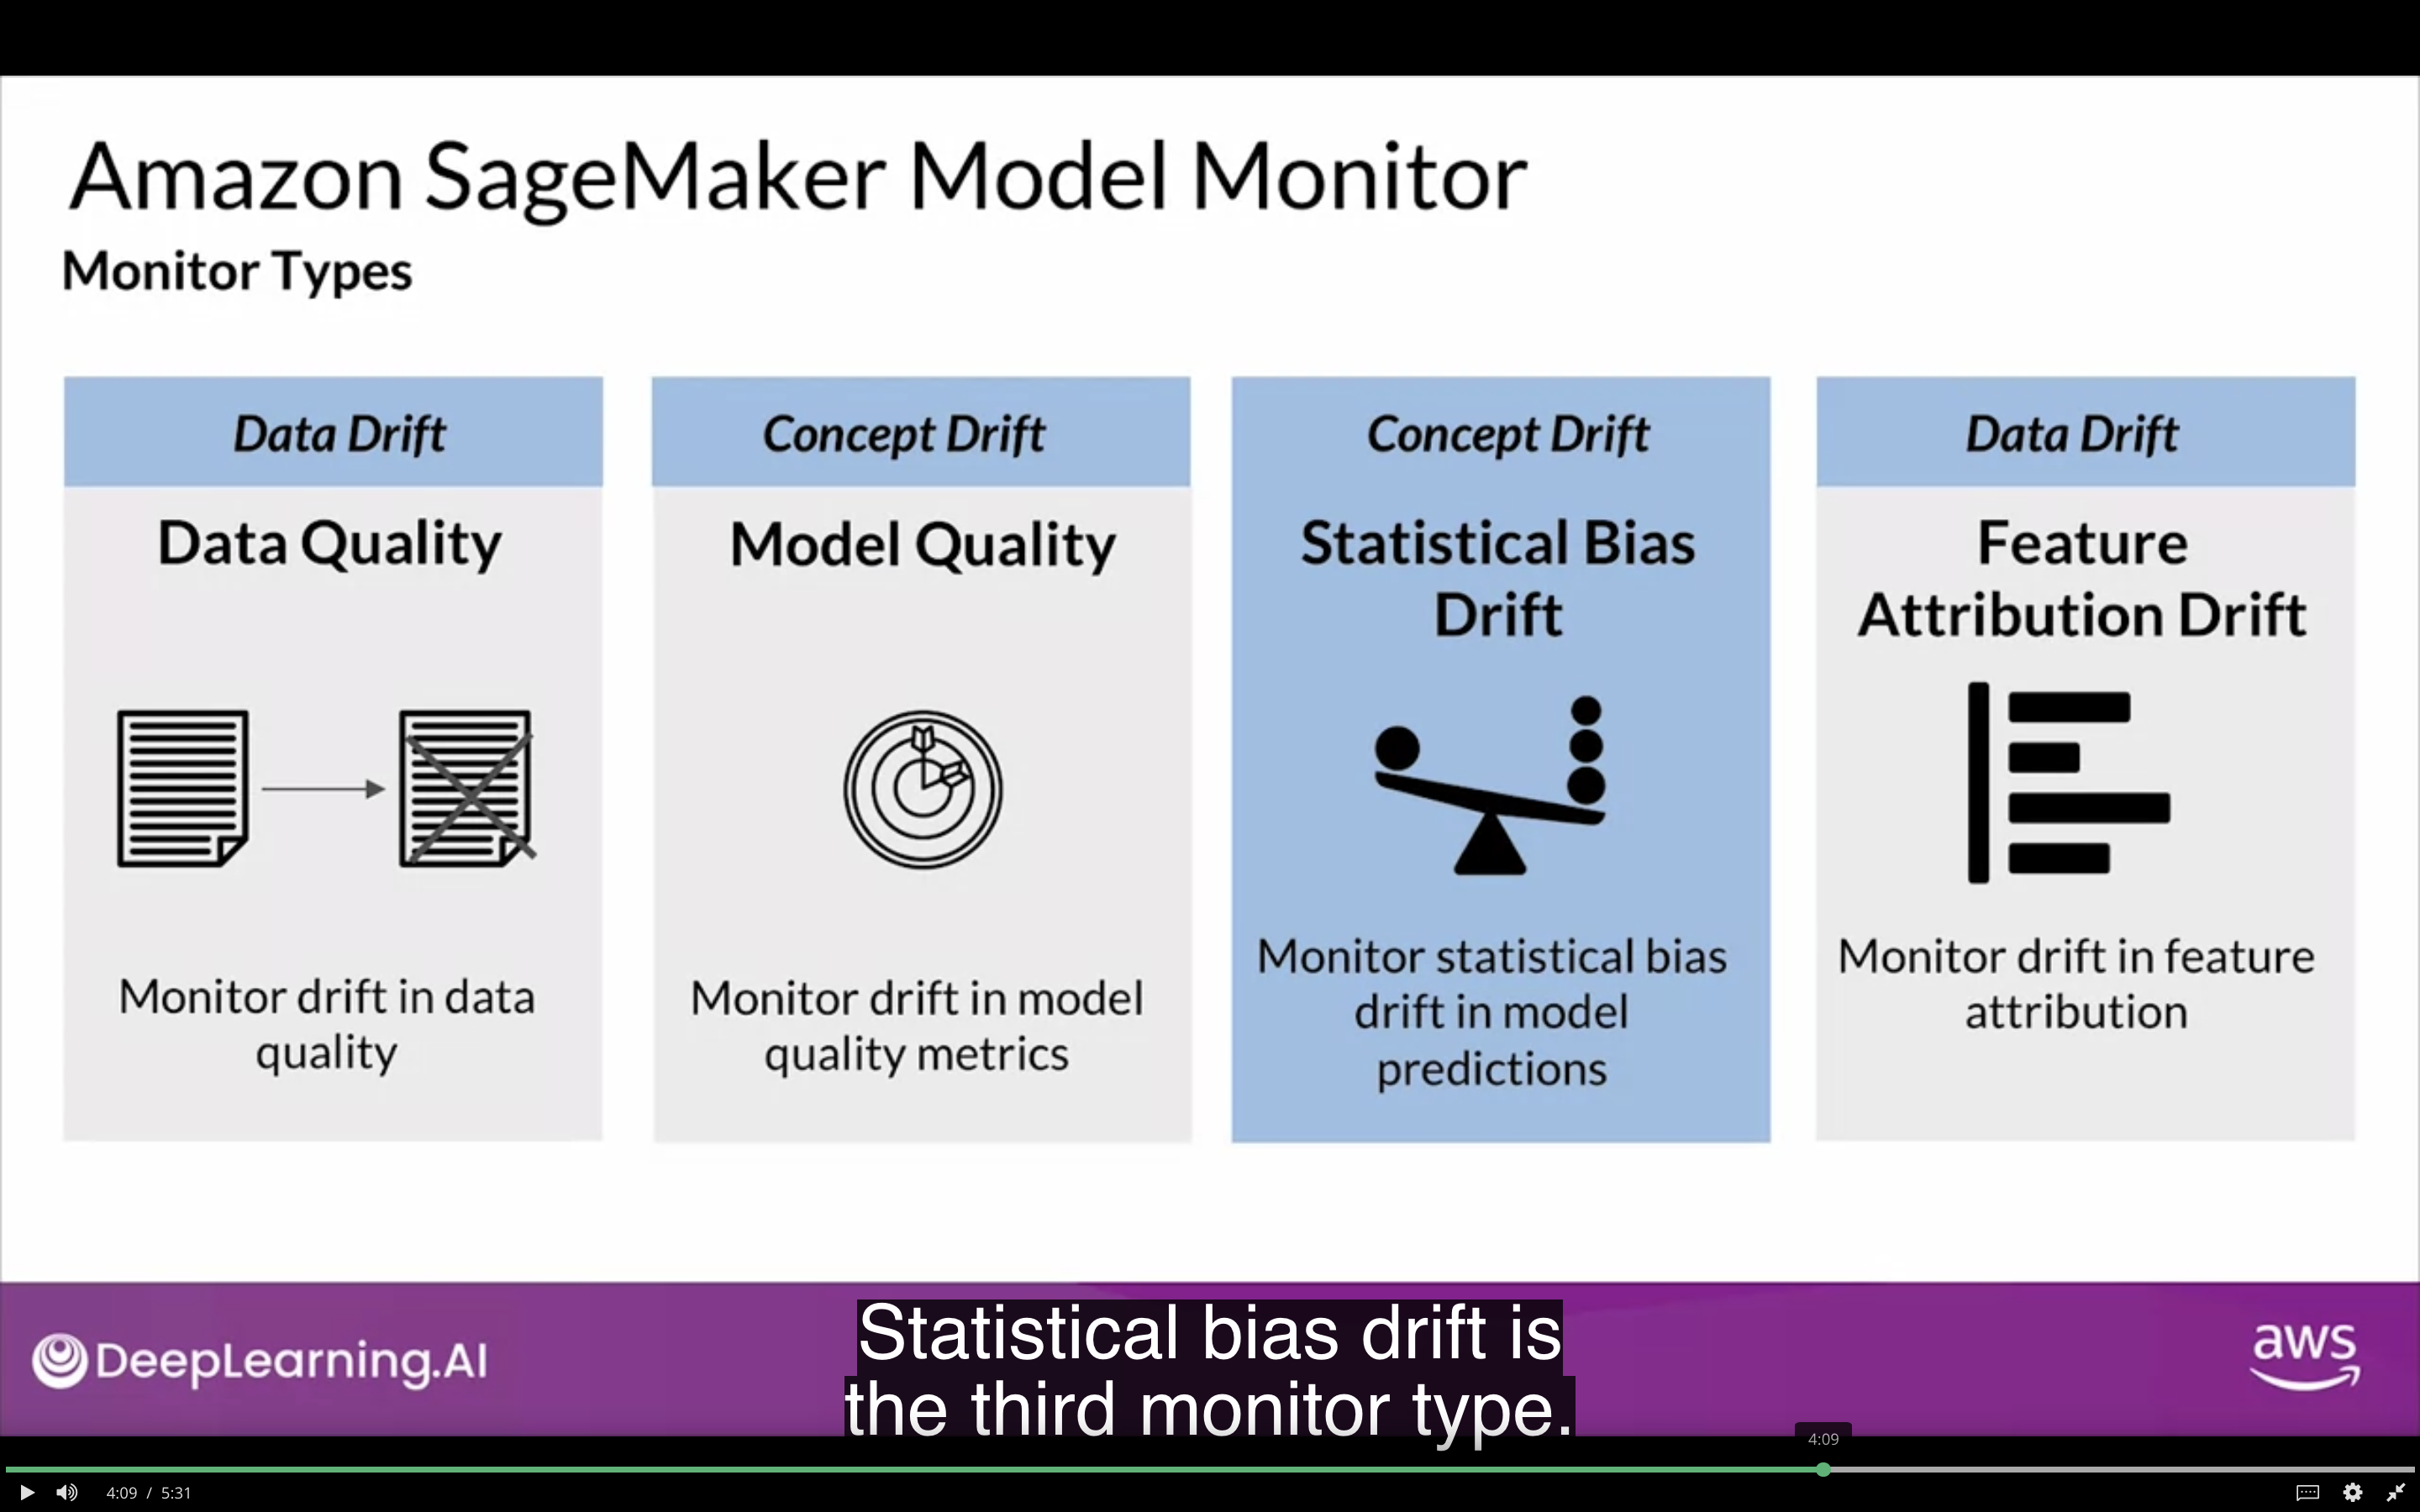 Amazon SageMaker Model Monitor
Monitor Types
Data Drift
Data Quality
Monitor drift in data
quality
Concept Drift
Model Quality
Monitor drift in model
quality metrics
Concept Drift
Statistical Bias
Drift
Monitor statistical bias
drift in model
predictions
Data Drift
Feature
Attribution Drift
Monitor drift in feature
attribution
DeepLearning.AI
Statistical bias drift is
the third monitor type.
aws
4:09
4:09 / 5:31